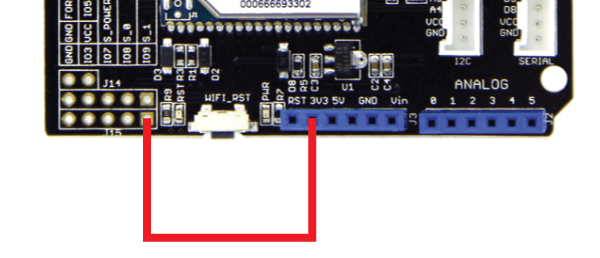 000666693302
FOR
IO5
S_POWER
GND GND
VCC
S_0
S_1
GND IO3 IO7 IO9
J1
J14
J15
D3
R3
R1
D2
R9
RST
WIFI_RST
PWR
R7
D8
R5
C3
U1
C2
C4
RST 3V3 5V GND Vin
J3
A4
VCC
GND
I2C
D8
VCC
GND
SERIAL
ANALOG
0 1 2 3 4 5
J2